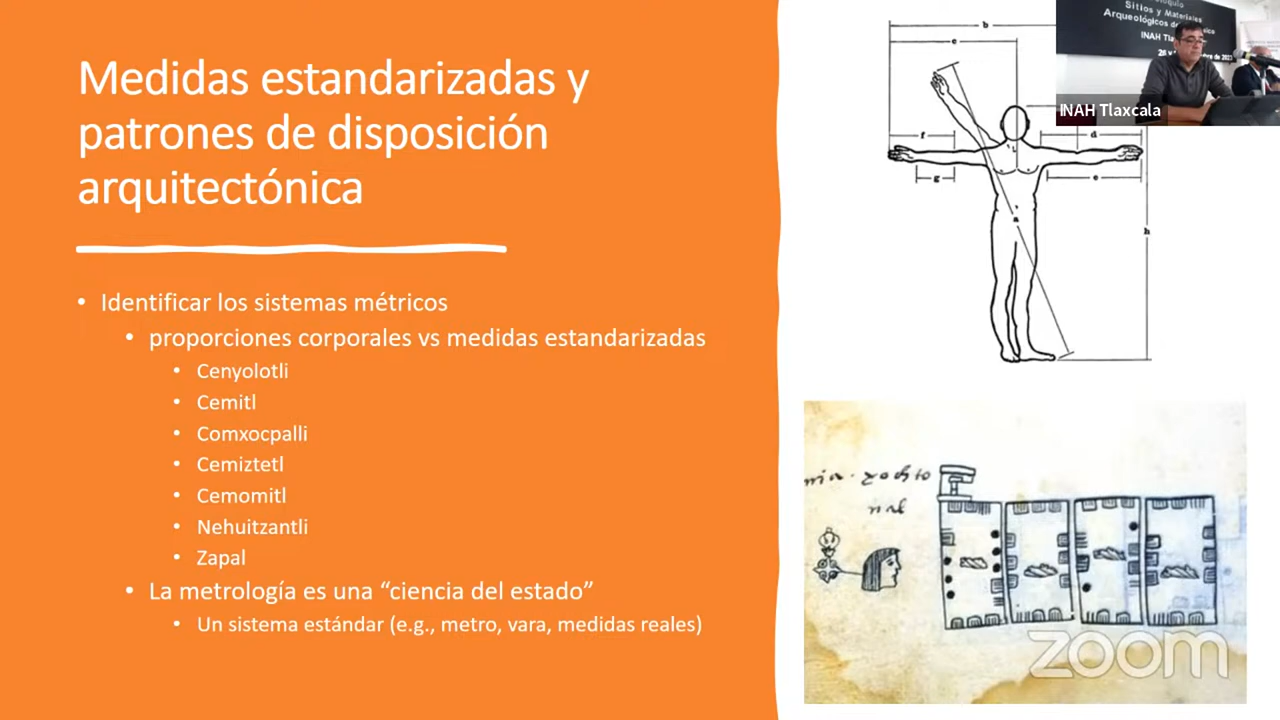 Medidas estandarizadas y
patrones de disposición
arquitectónica
• Identificar los sistemas métricos
• proporciones corporales vs medidas estandarizadas
• Cenyolotli
• Cemitl
• Comxocpalli
• Cemiztetl
• Cemomitl
• Nehuitzantli
• Zapal
• La metrología es una “ciencia del estado”
• Un sistema estándar (e.g., metro, vara, medidas reales)
b
c
f
d
g
e
a
h
Sitios y Materiales
Arqueológicos
INAH
INAH Tlaxcala
zoom